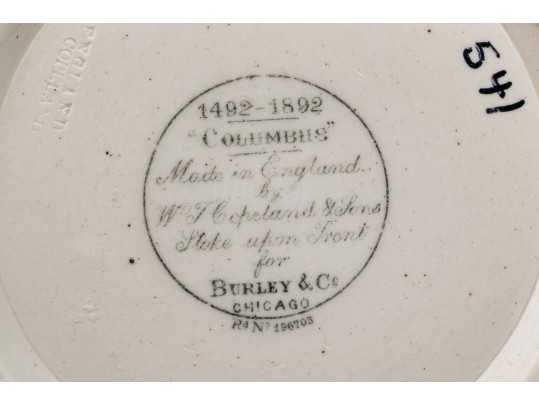 1492-1892
"COLUMBUS"
Made in England.
by
Wm T Copeland & Sons
Stoke upon Trent
for
BURLEY & Co
CHICAGO
Rd No 196703
541
ENGLAND